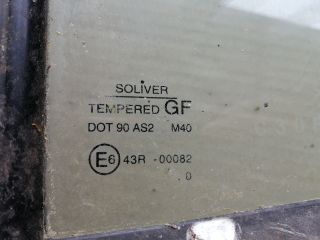 SOLIVER
TEMPERED GF
DOT 90 AS2 M40
E6 43R -00082
0